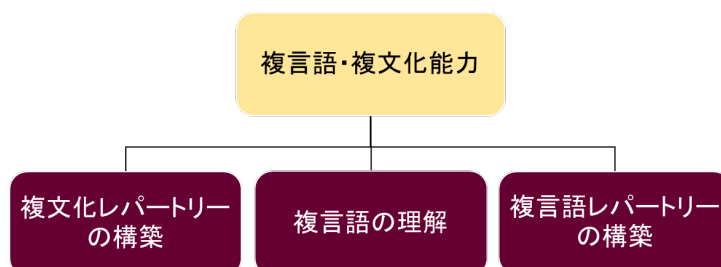 複言語・複文化能力
複文化レパートリー
の構築
複言語の理解
複言語レパートリー
の構築